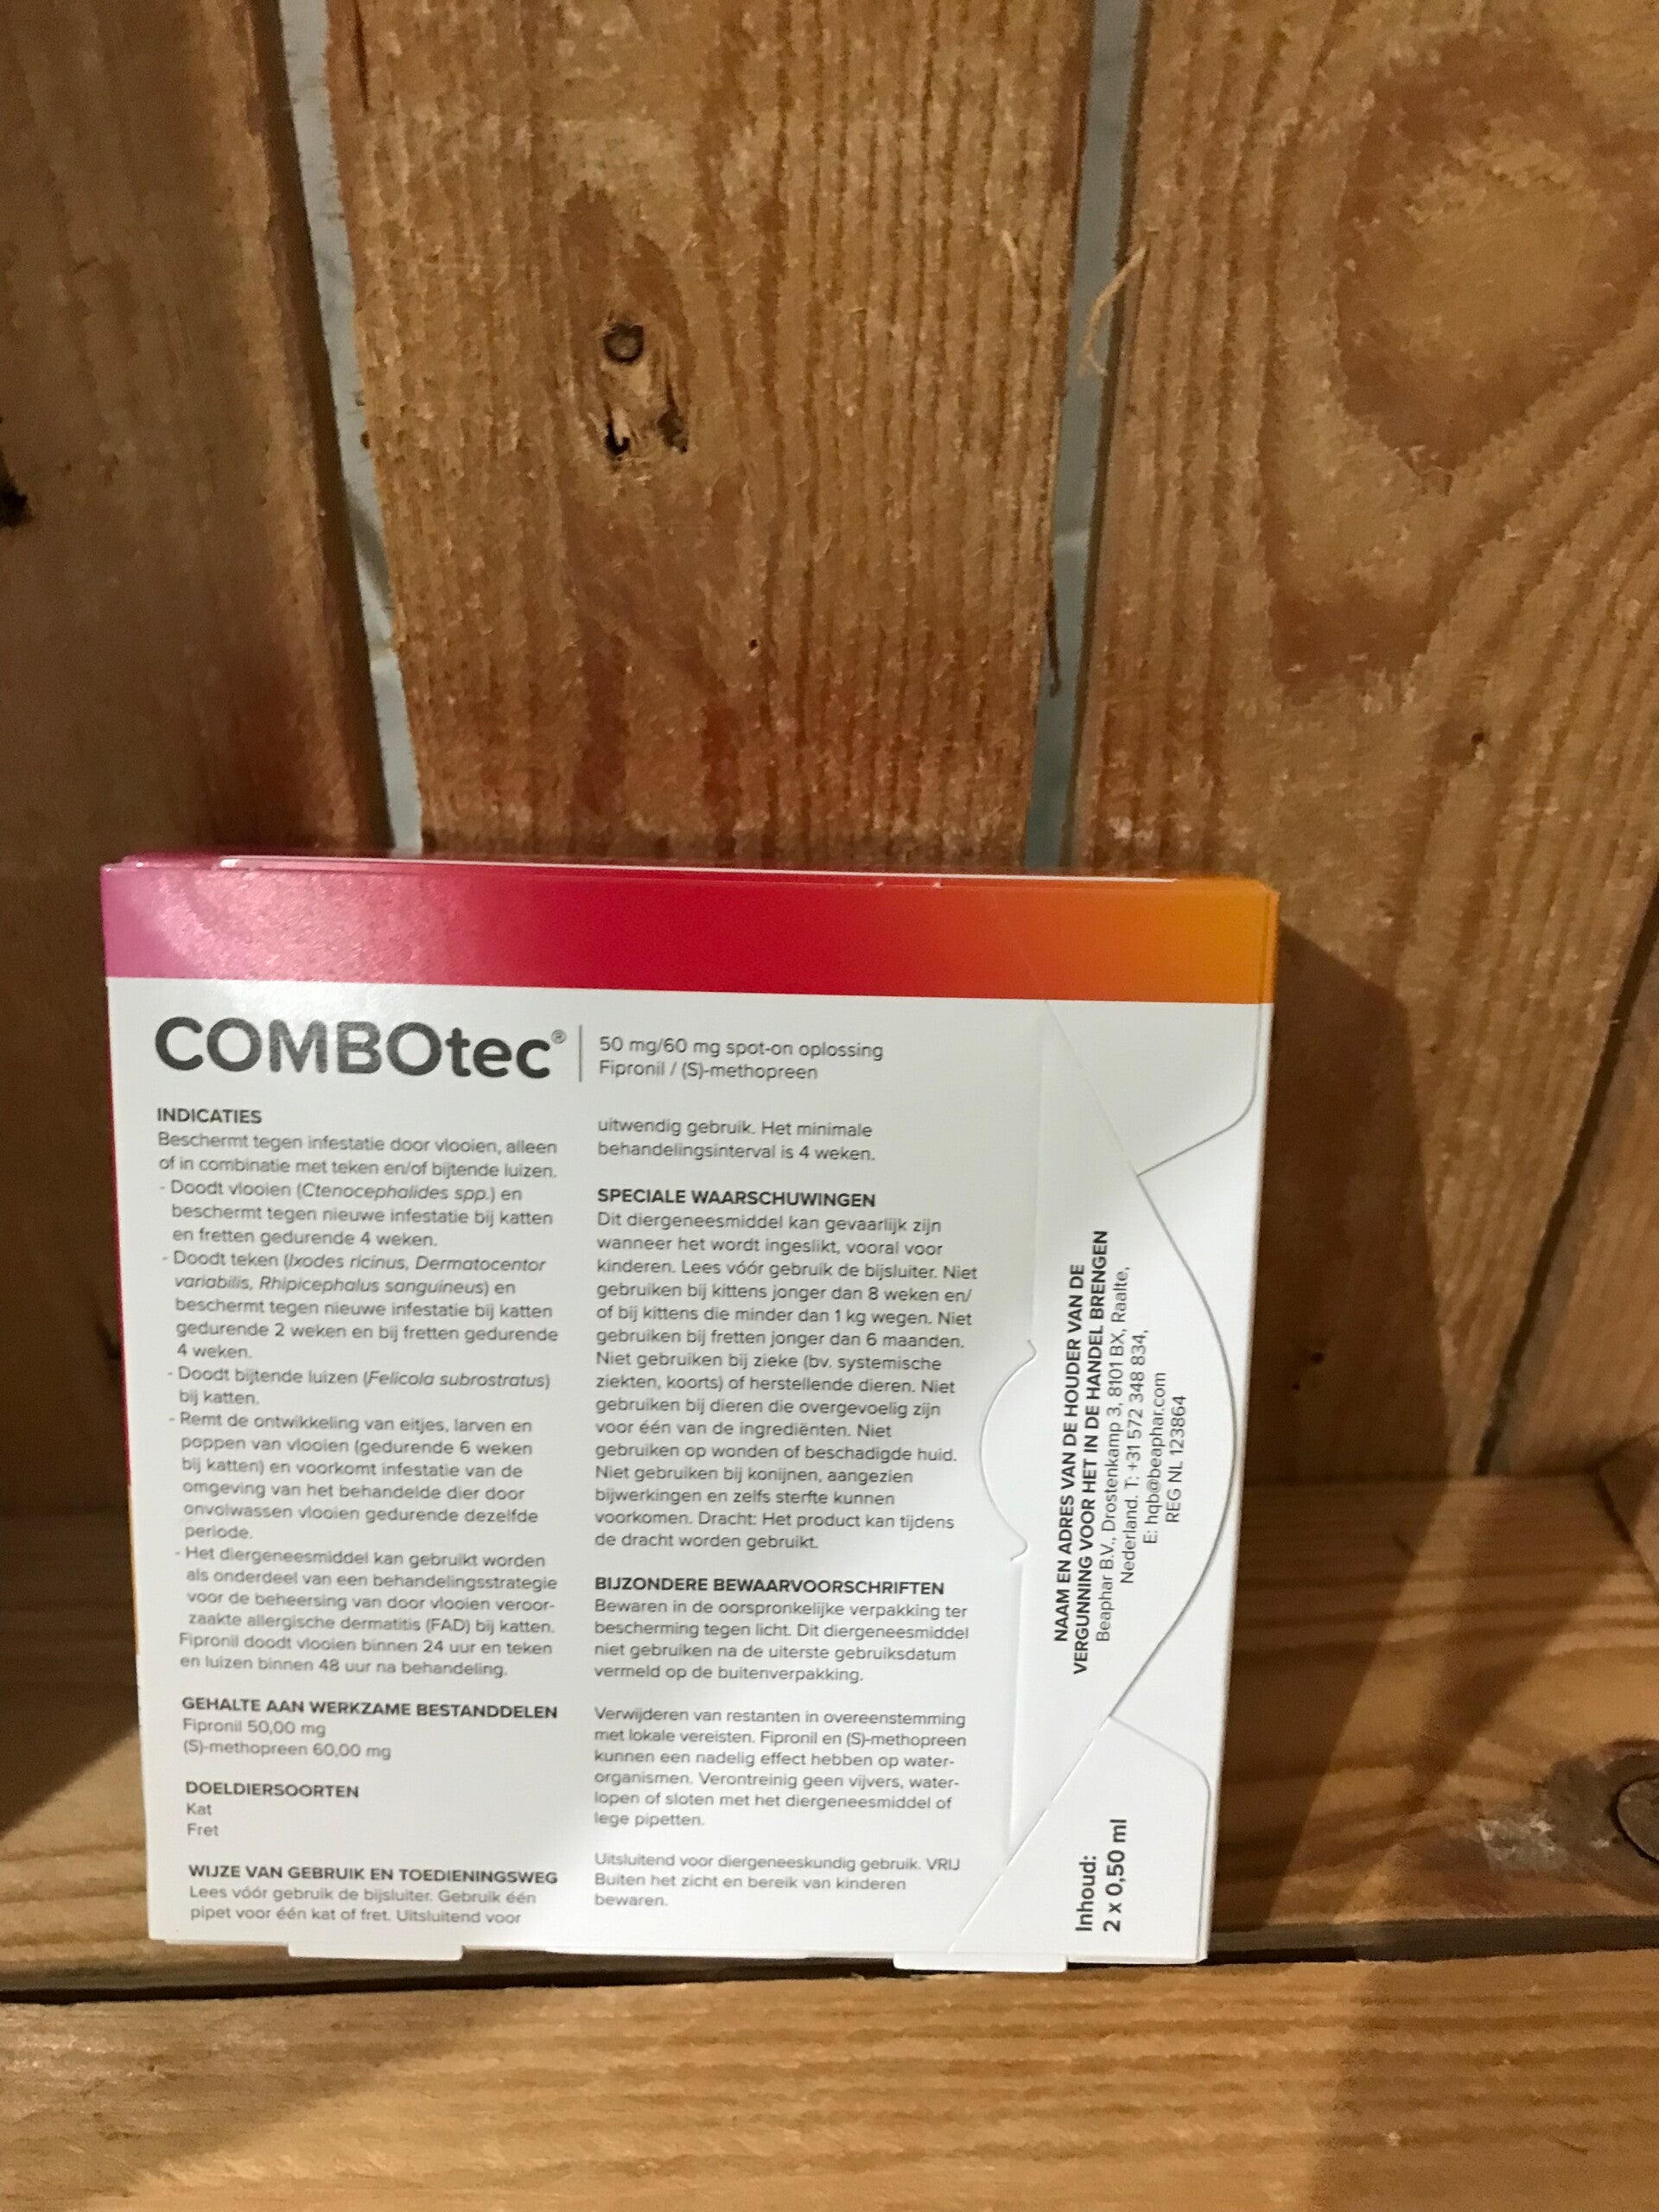 COMBOtec®
50 mg/60 mg spot-on oplossing
Fipronil / (S)-methopreen
INDICATIES
Beschermt tegen infestatie door vlooien, alleen
of in combinatie met teken en/of bijtende luizen.
- Doodt vlooien (Ctenocephalides spp.) en
beschermt tegen nieuwe infestatie bij katten
en fretten gedurende 4 weken.
- Doodt teken (Ixodes ricinus, Dermatocentor
variabilis, Rhipicephalus sanguineus) en
beschermt tegen nieuwe infestatie bij katten
gedurende 2 weken en bij fretten gedurende
4 weken.
- Doodt bijtende luizen (Felicola subrostratus)
bij katten.
- Remt de ontwikkeling van eitjes, larven en
poppen van vlooien (gedurende 6 weken
bij katten) en voorkomt infestatie van de
omgeving van het behandelde dier door
onvolwassen vlooien gedurende dezelfde
periode.
- Het diergeneesmiddel kan gebruikt worden
als onderdeel van een behandelingsstrategie
voor de beheersing van door vlooien veroor-
zaakte allergische dermatitis (FAD) bij katten.
Fipronil doodt vlooien binnen 24 uur en teken
en luizen binnen 48 uur na behandeling.
GEHALTE AAN WERKZAME BESTANDDELEN
Fipronil 50,00 mg
(S)-methopreen 60,00 mg
DOELDIERSOORTEN
Kat
Fret
WIJZE VAN GEBRUIK EN TOEDIENINGSWEG
Lees vóór gebruik de bijsluiter. Gebruik één
pipet voor één kat of fret. Uitsluitend voor
uitwendig gebruik. Het minimale
behandelingsinterval is 4 weken.
SPECIALE WAARSCHUWINGEN
Dit diergeneesmiddel kan gevaarlijk zijn
wanneer het wordt ingeslikt, vooral voor
kinderen. Lees vóór gebruik de bijsluiter. Niet
gebruiken bij kittens jonger dan 8 weken en/
of bij kittens die minder dan 1 kg wegen. Niet
gebruiken bij fretten jonger dan 6 maanden.
Niet gebruiken bij zieke (bv. systemische
ziekten, koorts) of herstellende dieren. Niet
gebruiken bij dieren die overgevoelig zijn
voor één van de ingrediënten. Niet
gebruiken op wonden of beschadigde huid.
Niet gebruiken bij konijnen, aangezien
bijwerkingen en zelfs sterfte kunnen
voorkomen. Dracht: Het product kan tijdens
de dracht worden gebruikt.
BIJZONDERE BEWAARVOORSCHRIFTEN
Bewaren in de oorspronkelijke verpakking ter
bescherming tegen licht. Dit diergeneesmiddel
niet gebruiken na de uiterste gebruiksdatum
vermeld op de buitenverpakking.
Verwijderen van restanten in overeenstemming
met lokale vereisten. Fipronil en (S)-methopreen
kunnen een nadelig effect hebben op water-
organismen. Verontreinig geen vijvers, water-
lopen of sloten met het diergeneesmiddel of
lege pipetten.
Uitsluitend voor diergeneeskundig gebruik. VRIJ
Buiten het zicht en bereik van kinderen
bewaren.
NAAM EN ADRES VAN DE HOUDER VAN DE
VERGUNNING VOOR HET IN DE HANDEL BRENGEN
Beaphar B.V., Drostenkamp 3, 8101 BX, Raalte,
Nederland. T: +31 572 348 834,
E: hqb@beaphar.com
REG NL 123864
Inhoud:
2 x 0,50 ml